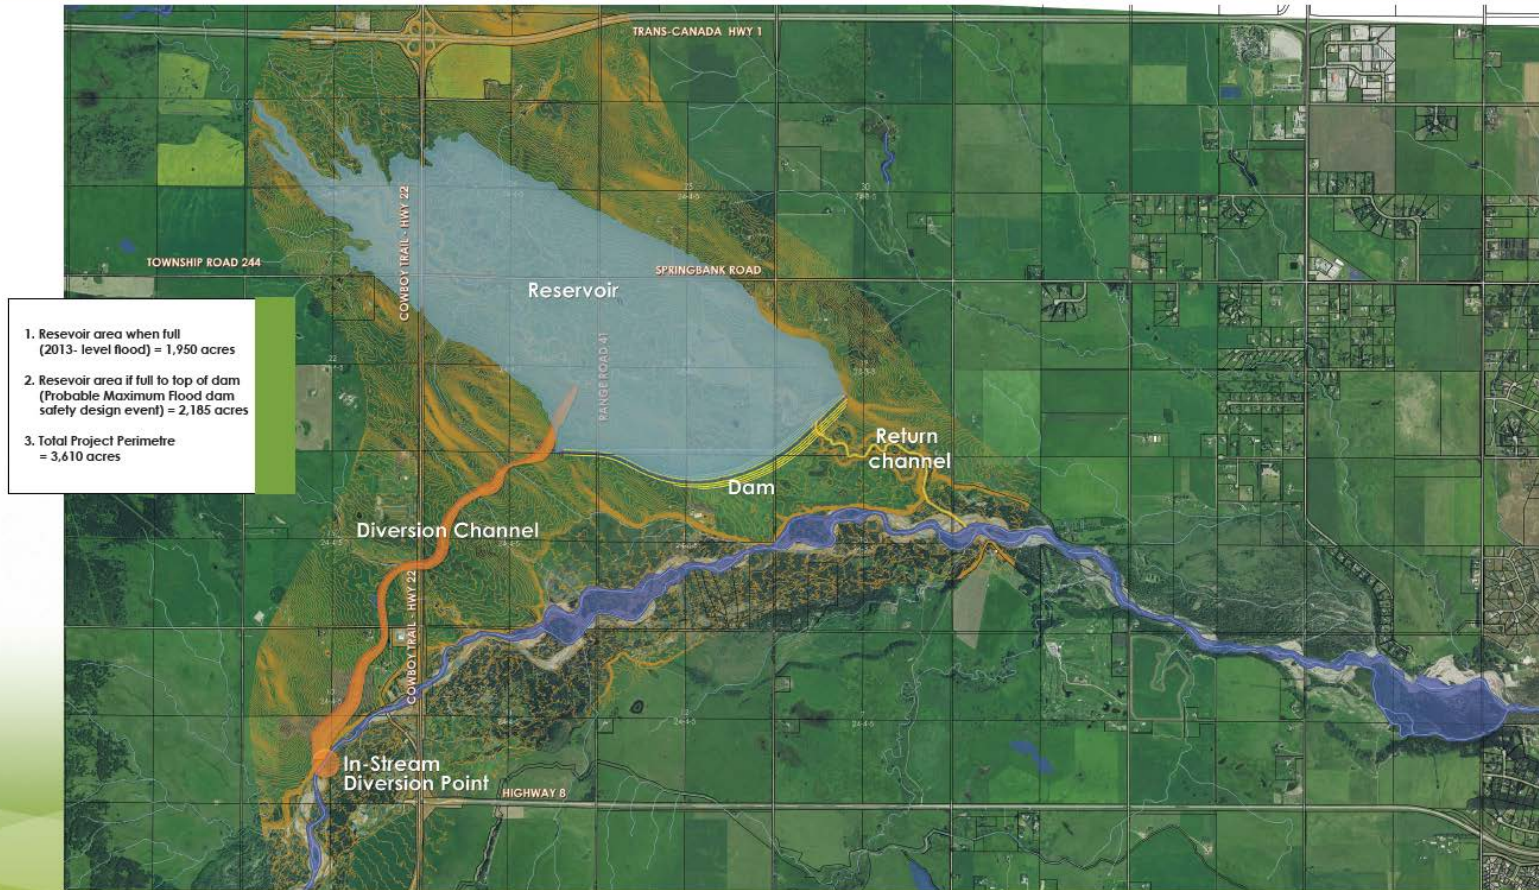 TRANS-CANADA HWY 1
COWBOY TRAIL - HWY 22
TOWNSHIP ROAD 244
SPRINGBANK ROAD
Reservoir
RANGE ROAD 41
1. Resevoir area when full
(2013- level flood) = 1,950 acres
2. Resevoir area if full to top of dam
(Probable Maximum Flood dam
safety design event) = 2,185 acres
3. Total Project Perimetre
= 3,610 acres
Return
channel
Dam
Diversion Channel
COWBOY TRAIL - HWY 22
In-Stream
Diversion Point
HIGHWAY 8